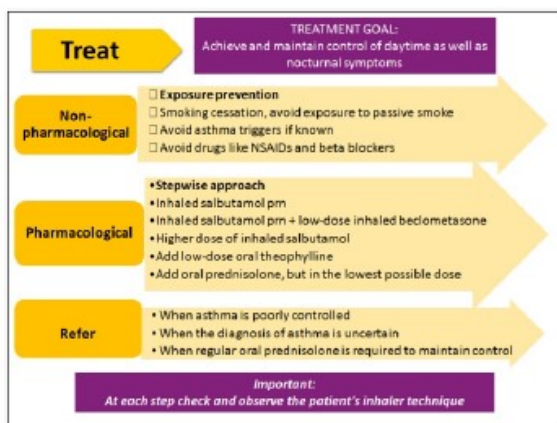 Treat
TREATMENT GOAL:
Achieve and maintain control of daytime as well as
nocturnal symptoms
Non-
pharmacological
□ Exposure prevention
□ Smoking cessation, avoid exposure to passive smoke
□ Avoid asthma triggers if known
□ Avoid drugs like NSAIDs and beta blockers
Pharmacological
•Stepwise approach
•Inhaled salbutamol prn
•Inhaled salbutamol prn + low-dose inhaled beclometasone
•Higher dose of inhaled salbutamol
•Add low-dose oral theophylline
•Add oral prednisolone, but in the lowest possible dose
Refer
• When asthma is poorly controlled
• When the diagnosis of asthma is uncertain
• When regular oral prednisolone is required to maintain control
Important:
At each step check and observe the patient's inhaler technique